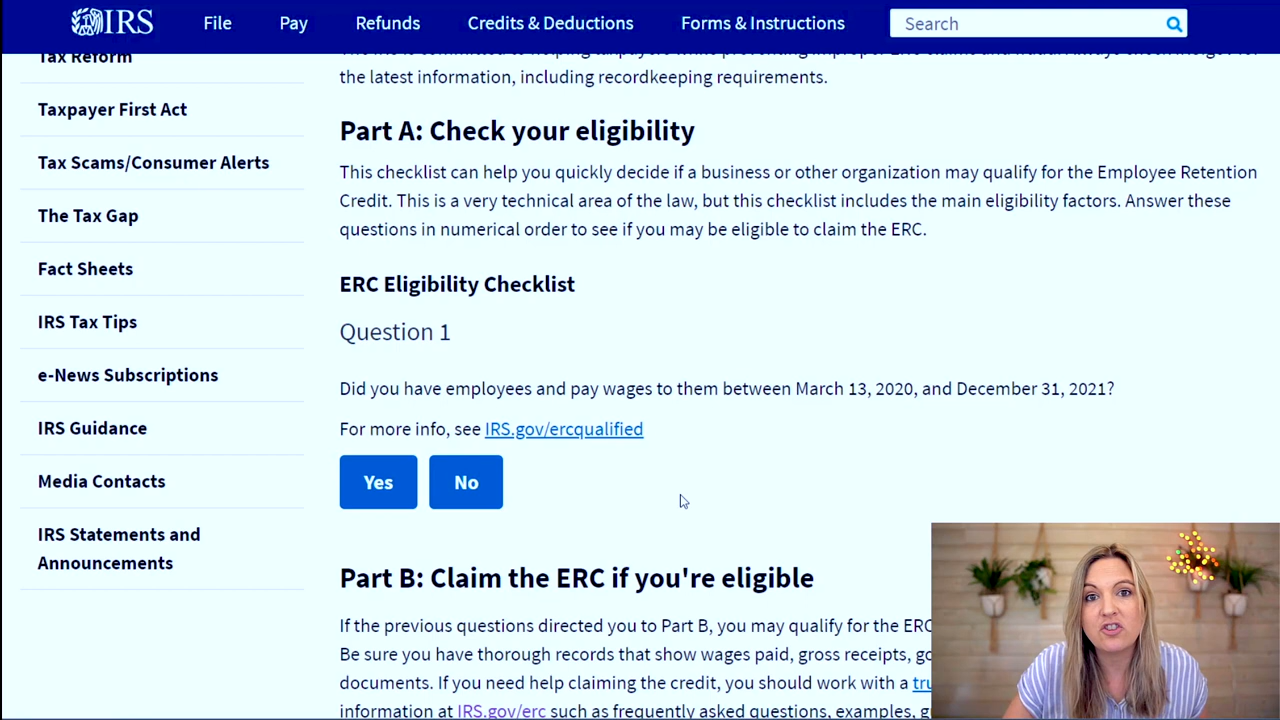 IRS
File
Pay
Refunds
Credits & Deductions
Forms & Instructions
Search
Tax Reform
Taxpayer First Act
Tax Scams/Consumer Alerts
The Tax Gap
Fact Sheets
IRS Tax Tips
e-News Subscriptions
IRS Guidance
Media Contacts
IRS Statements and
Announcements
the latest information, including recordkeeping requirements.
Part A: Check your eligibility
This checklist can help you quickly decide if a business or other organization may qualify for the Employee Retention
Credit. This is a very technical area of the law, but this checklist includes the main eligibility factors. Answer these
questions in numerical order to see if you may be eligible to claim the ERC.
ERC Eligibility Checklist
Question 1
Did you have employees and pay wages to them between March 13, 2020, and December 31, 2021?
For more info, see IRS.gov/ercqualified
Yes
No
Part B: Claim the ERC if you're eligible
If the previous questions directed you to Part B, you may qualify for the ERC
Be sure you have thorough records that show wages paid, gross receipts, go
documents. If you need help claiming the credit, you should work with a tru
information at IRS.gov/erc such as frequently asked questions, examples, g